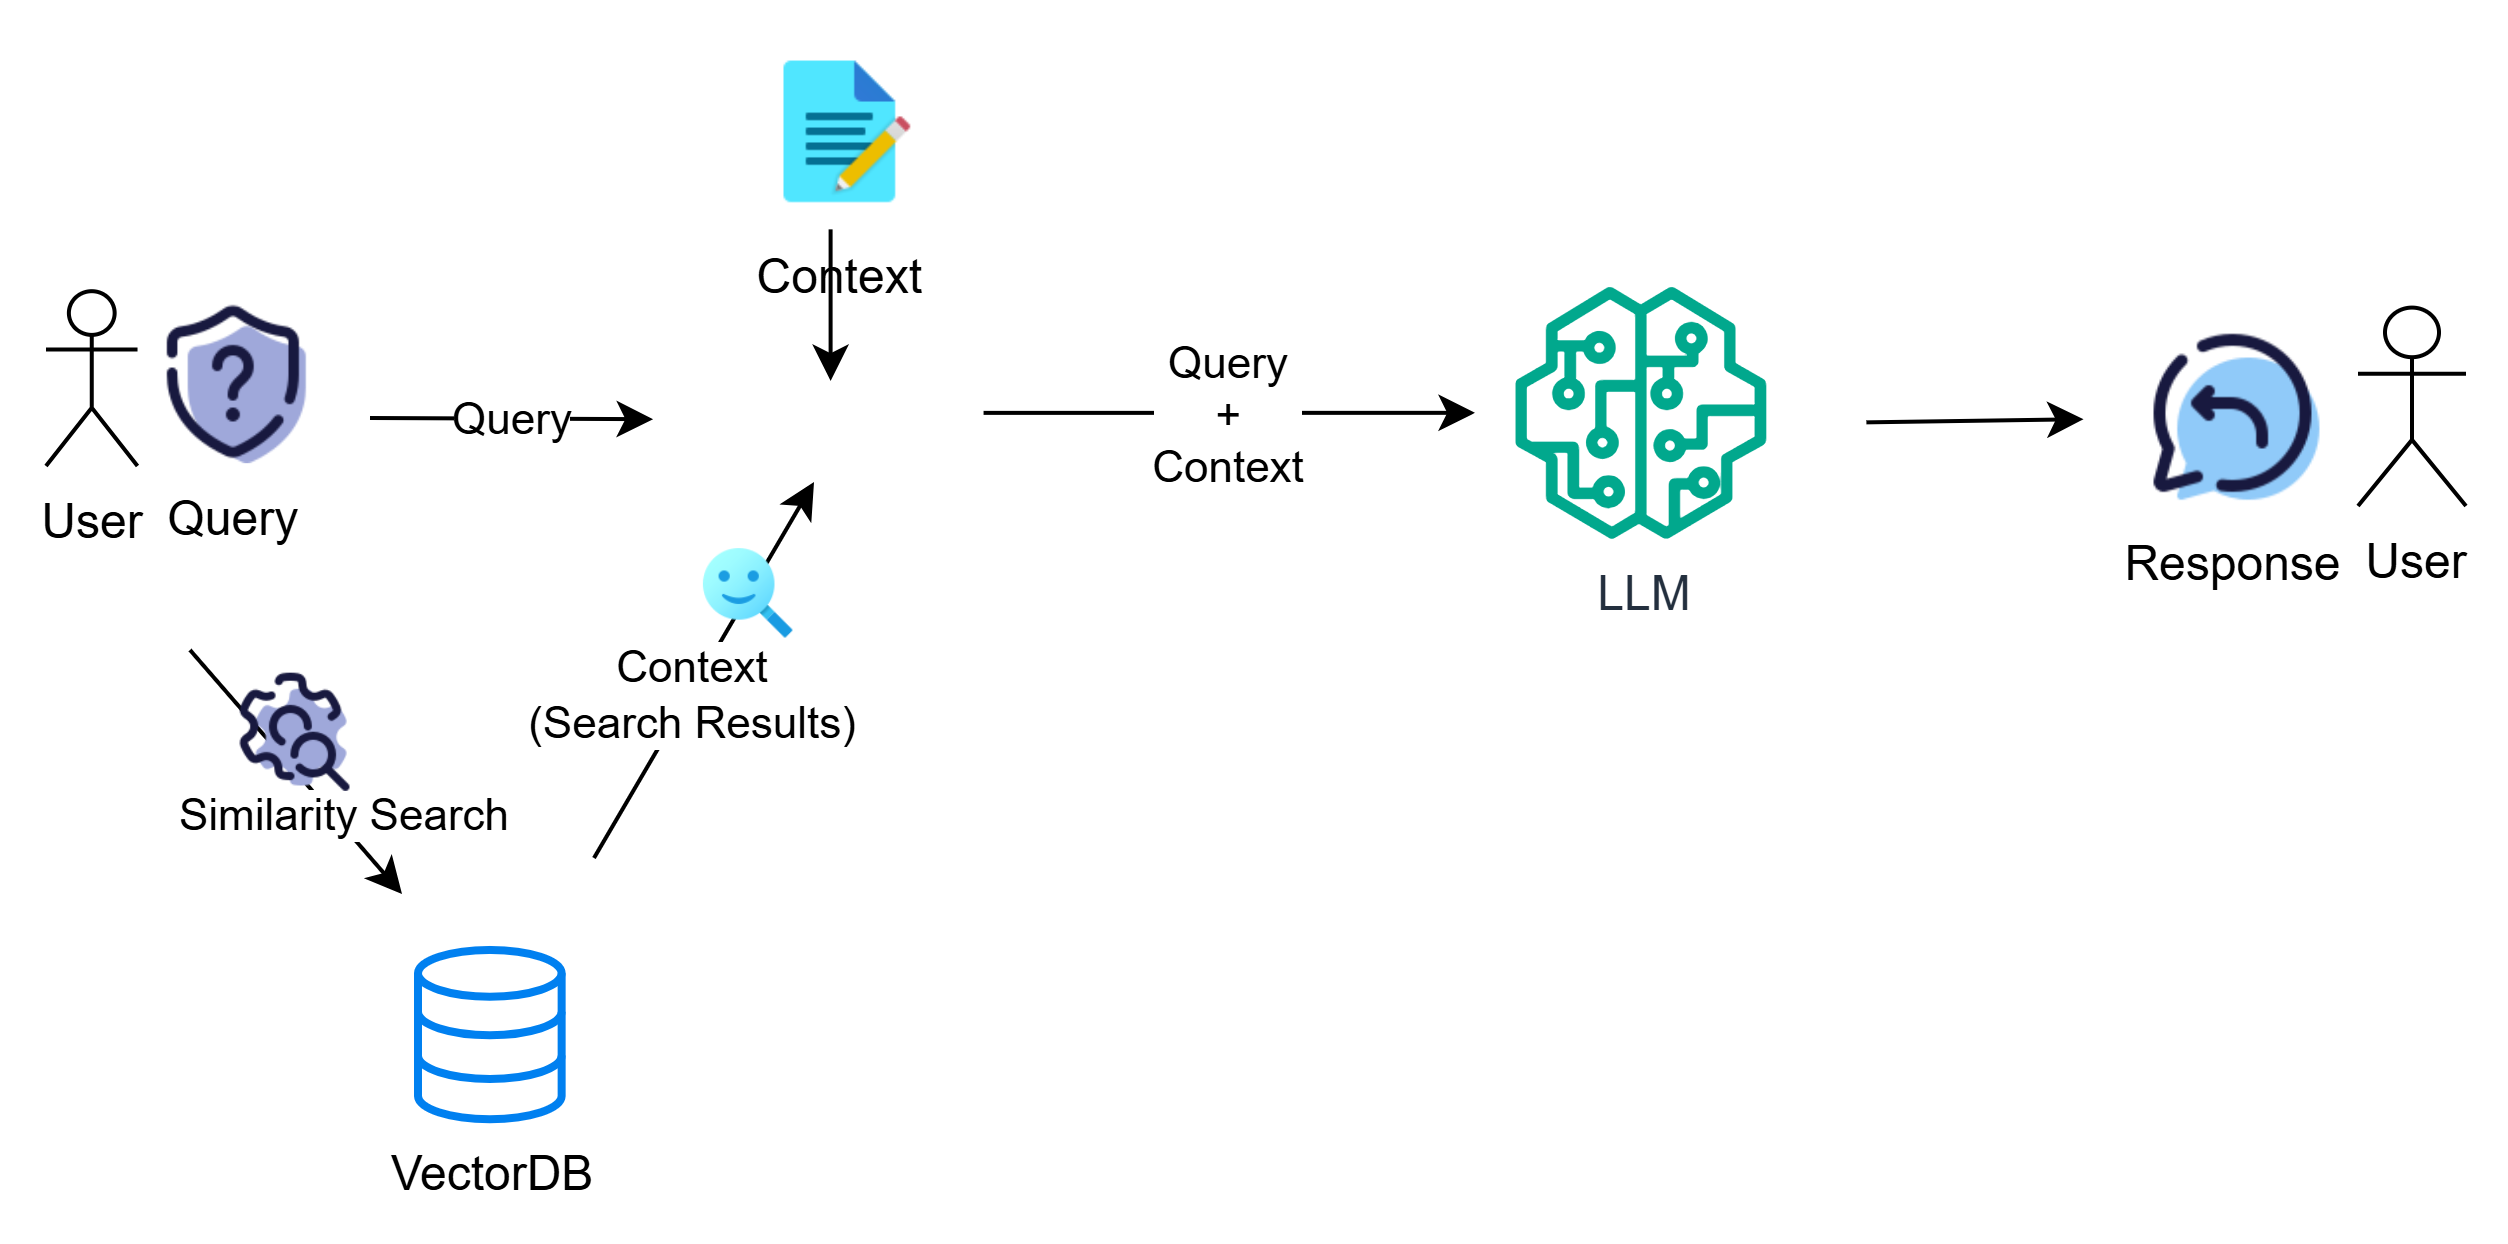 Context
User
Query
Query
Query
+
Context
LLM
Response
User
Context
(Search Results)
Similarity Search
VectorDB